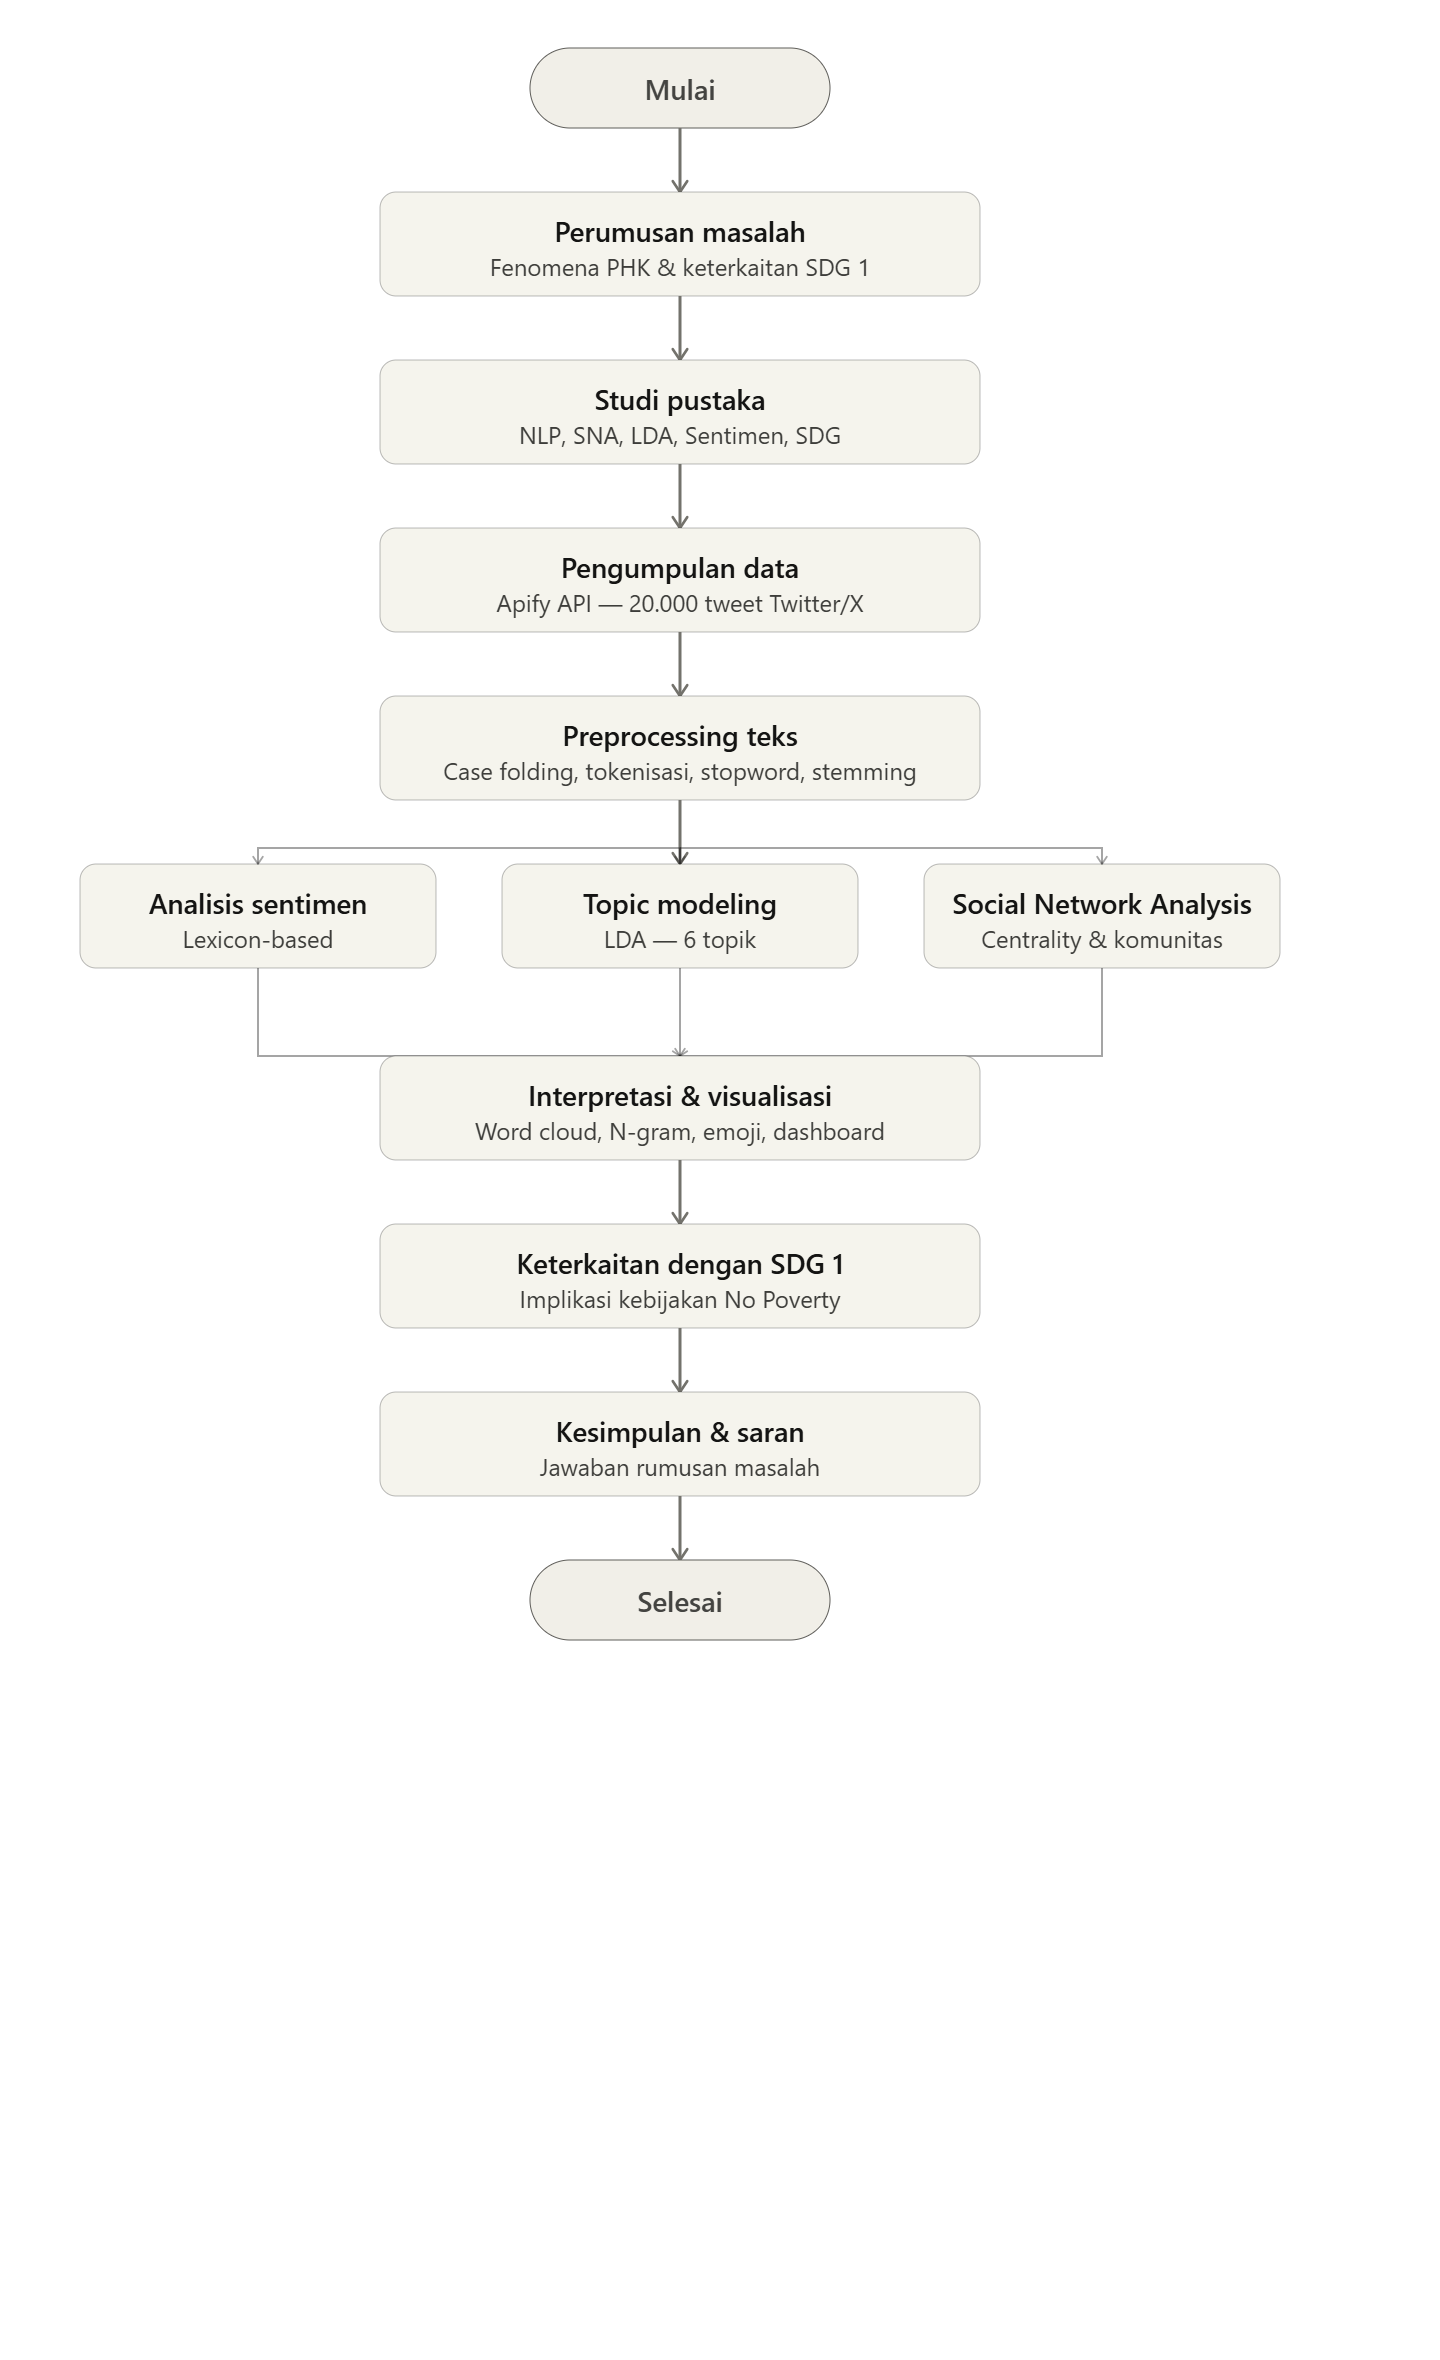 Mulai
Perumusan masalah
Fenomena PHK & keterkaitan SDG 1
Studi pustaka
NLP, SNA, LDA, Sentimen, SDG
Pengumpulan data
Apify API — 20.000 tweet Twitter/X
Preprocessing teks
Case folding, tokenisasi, stopword, stemming
Analisis sentimen
Lexicon-based
Topic modeling
LDA — 6 topik
Social Network Analysis
Centrality & komunitas
Interpretasi & visualisasi
Word cloud, N-gram, emoji, dashboard
Keterkaitan dengan SDG 1
Implikasi kebijakan No Poverty
Kesimpulan & saran
Jawaban rumusan masalah
Selesai